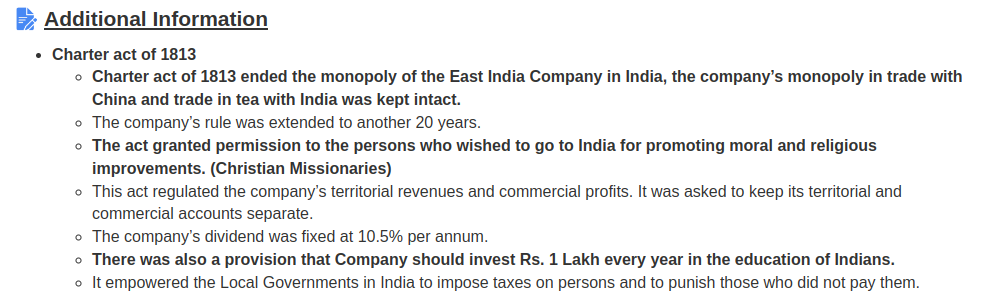 Additional Information
Charter act of 1813
Charter act of 1813 ended the monopoly of the East India Company in India, the company’s monopoly in trade with
China and trade in tea with India was kept intact.
The company’s rule was extended to another 20 years.
The act granted permission to the persons who wished to go to India for promoting moral and religious
improvements. (Christian Missionaries)
This act regulated the company’s territorial revenues and commercial profits. It was asked to keep its territorial and
commercial accounts separate.
The company’s dividend was fixed at 10.5% per annum.
There was also a provision that Company should invest Rs. 1 Lakh every year in the education of Indians.
It empowered the Local Governments in India to impose taxes on persons and to punish those who did not pay them.